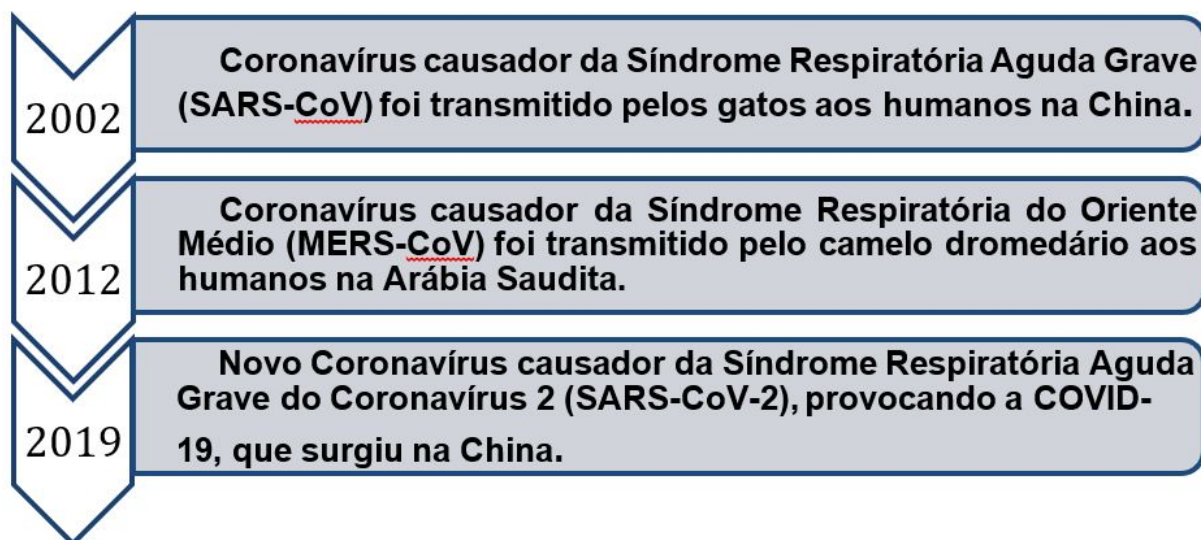 2002
Coronavírus causador da Síndrome Respiratória Aguda Grave
(SARS-CoV) foi transmitido pelos gatos aos humanos na China.
2012
Coronavírus causador da Síndrome Respiratória do Oriente
Médio (MERS-CoV) foi transmitido pelo camelo dromedário aos
humanos na Arábia Saudita.
2019
Novo Coronavírus causador da Síndrome Respiratória Aguda
Grave do Coronavírus 2 (SARS-CoV-2), provocando a COVID-
19, que surgiu na China.